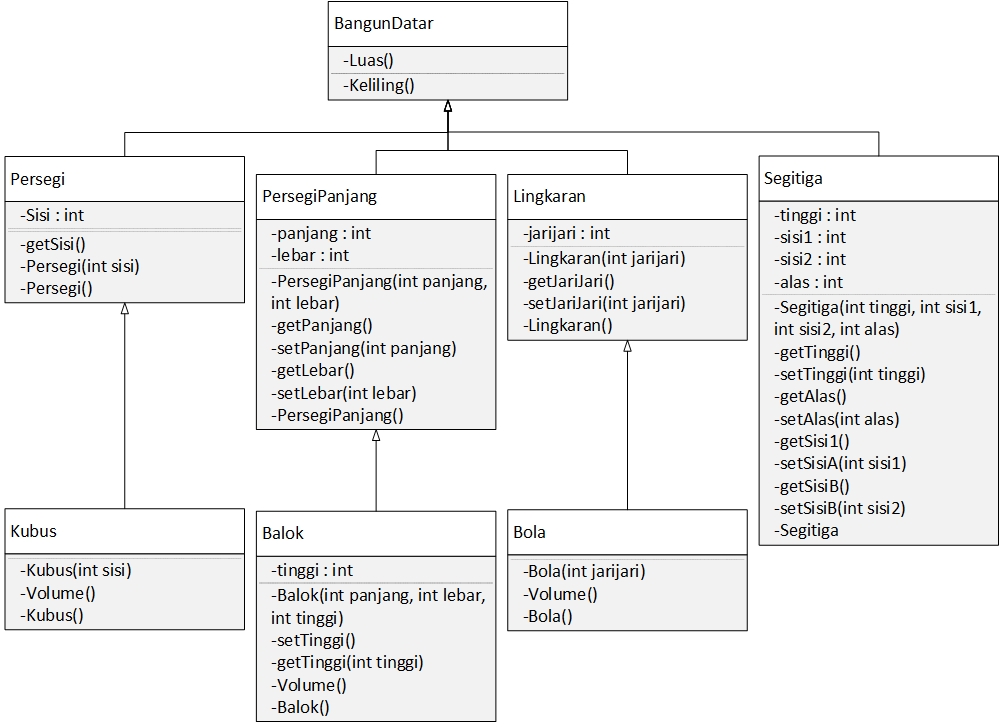 BangunDatar
-Luas()
-Keliling()
Persegi
-Sisi : int
-getSisi()
-Persegi(int sisi)
-Persegi()
PersegiPanjang
-panjang : int
-lebar : int
-PersegiPanjang(int panjang,
int lebar)
-getPanjang()
-setPanjang(int panjang)
-getLebar()
-setLebar(int lebar)
-PersegiPanjang()
Lingkaran
-jarijari : int
-Lingkaran(int jarijari)
-getJariJari()
-setJariJari(int jarijari)
-Lingkaran()
Segitiga
-tinggi : int
-sisi1 : int
-sisi2 : int
-alas : int
-Segitiga(int tinggi, int sisi1,
int sisi2, int alas)
-getTinggi()
-setTinggi(int tinggi)
-getAlas()
-setAlas(int alas)
-getSisi1()
-setSisiA(int sisi1)
-getSisiB()
-setSisiB(int sisi2)
-Segitiga
Kubus
-Kubus(int sisi)
-Volume()
-Kubus()
Balok
-tinggi : int
-Balok(int panjang, int lebar,
int tinggi)
-setTinggi()
-getTinggi(int tinggi)
-Volume()
-Balok()
Bola
-Bola(int jarijari)
-Volume()
-Bola()